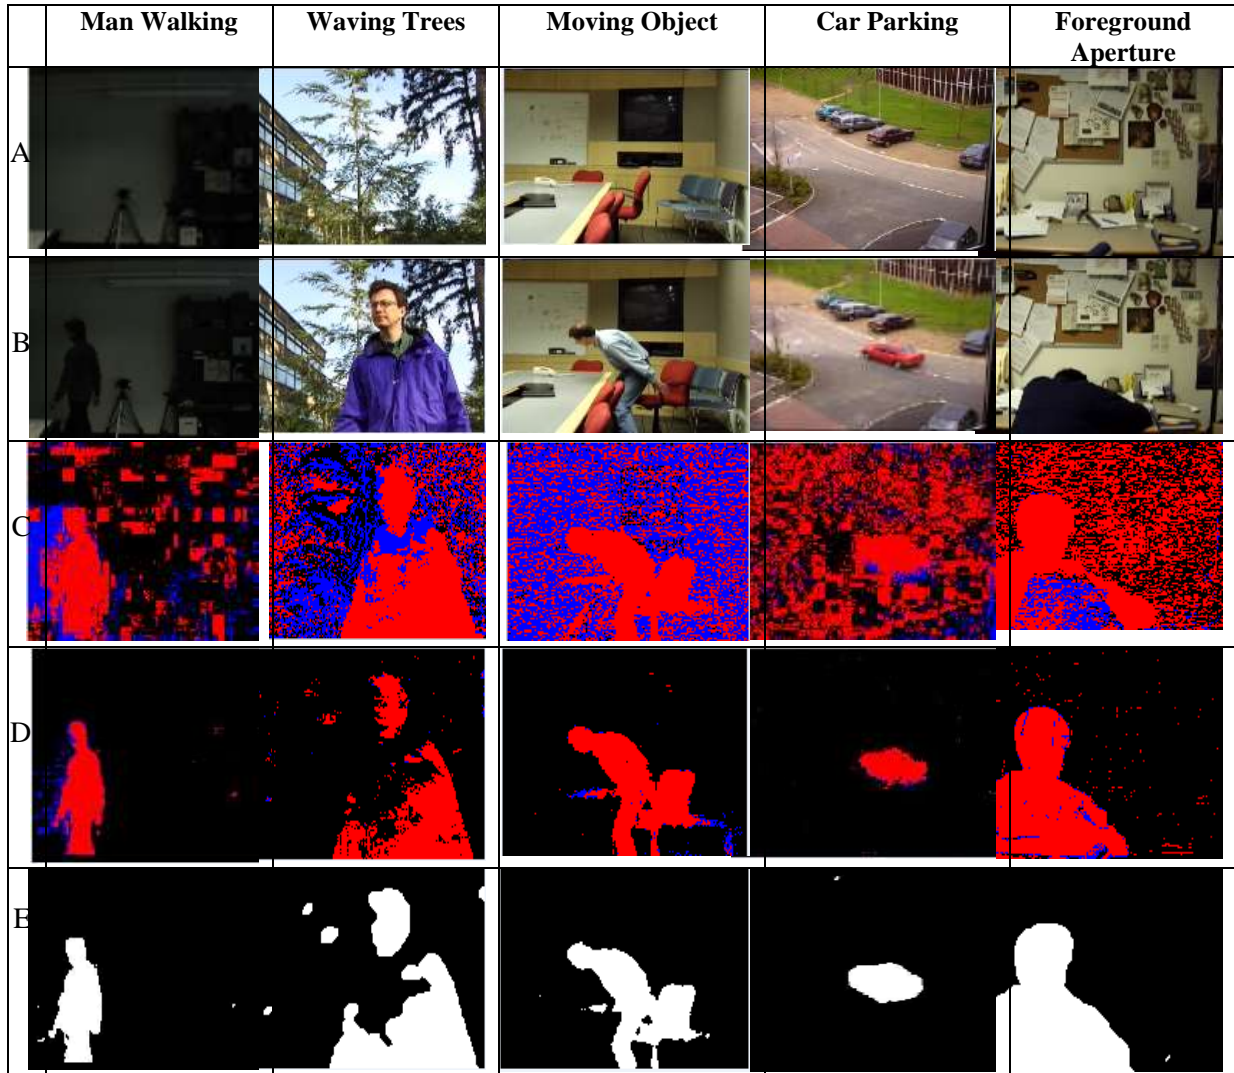 Man Walking
Waving Trees
Moving Object
Car Parking
Foreground
Aperture
A
B
C
D
E